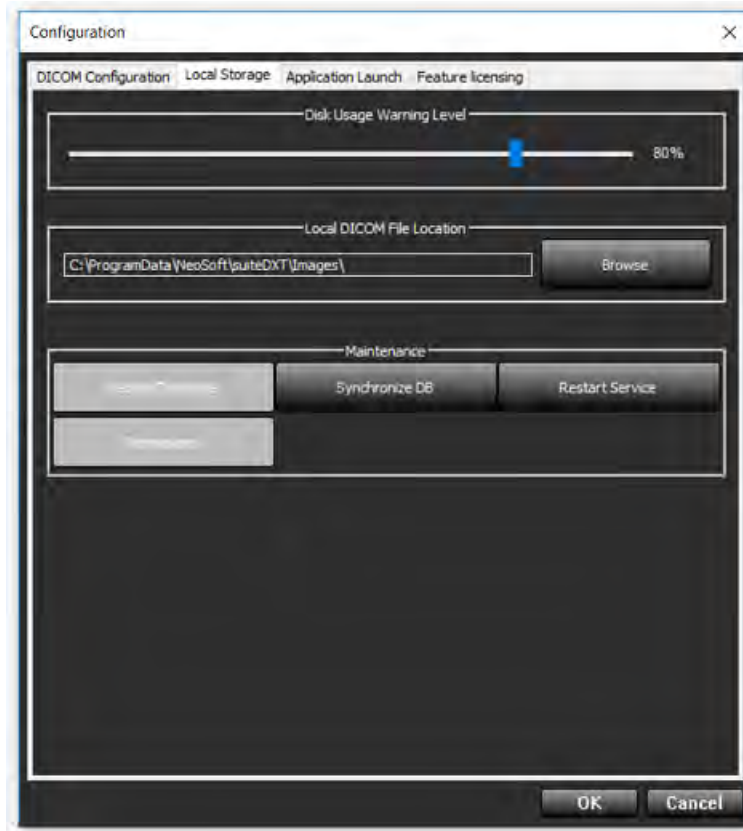 Configuration
DICOM Configuration Local Storage Application Launch Feature licensing
Disk Usage Warning Level
80%
Local DICOM File Location
C:\ProgramData\NeoSoft\suiteDXT\Images\ Browse
Maintenance
Synchronize DB Restart Service
OK Cancel